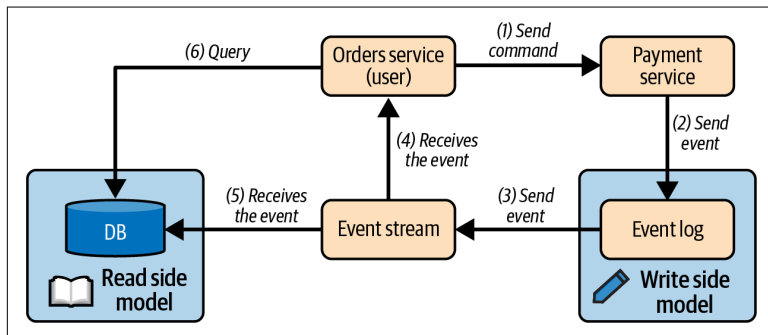 (6) Query
Orders service
(user)
(1) Send
command
Payment
service
(2) Send
event
(4) Receives
the event
(5) Receives
the event
Event stream
(3) Send
event
Event log
DB
Read side
model
Write side
model